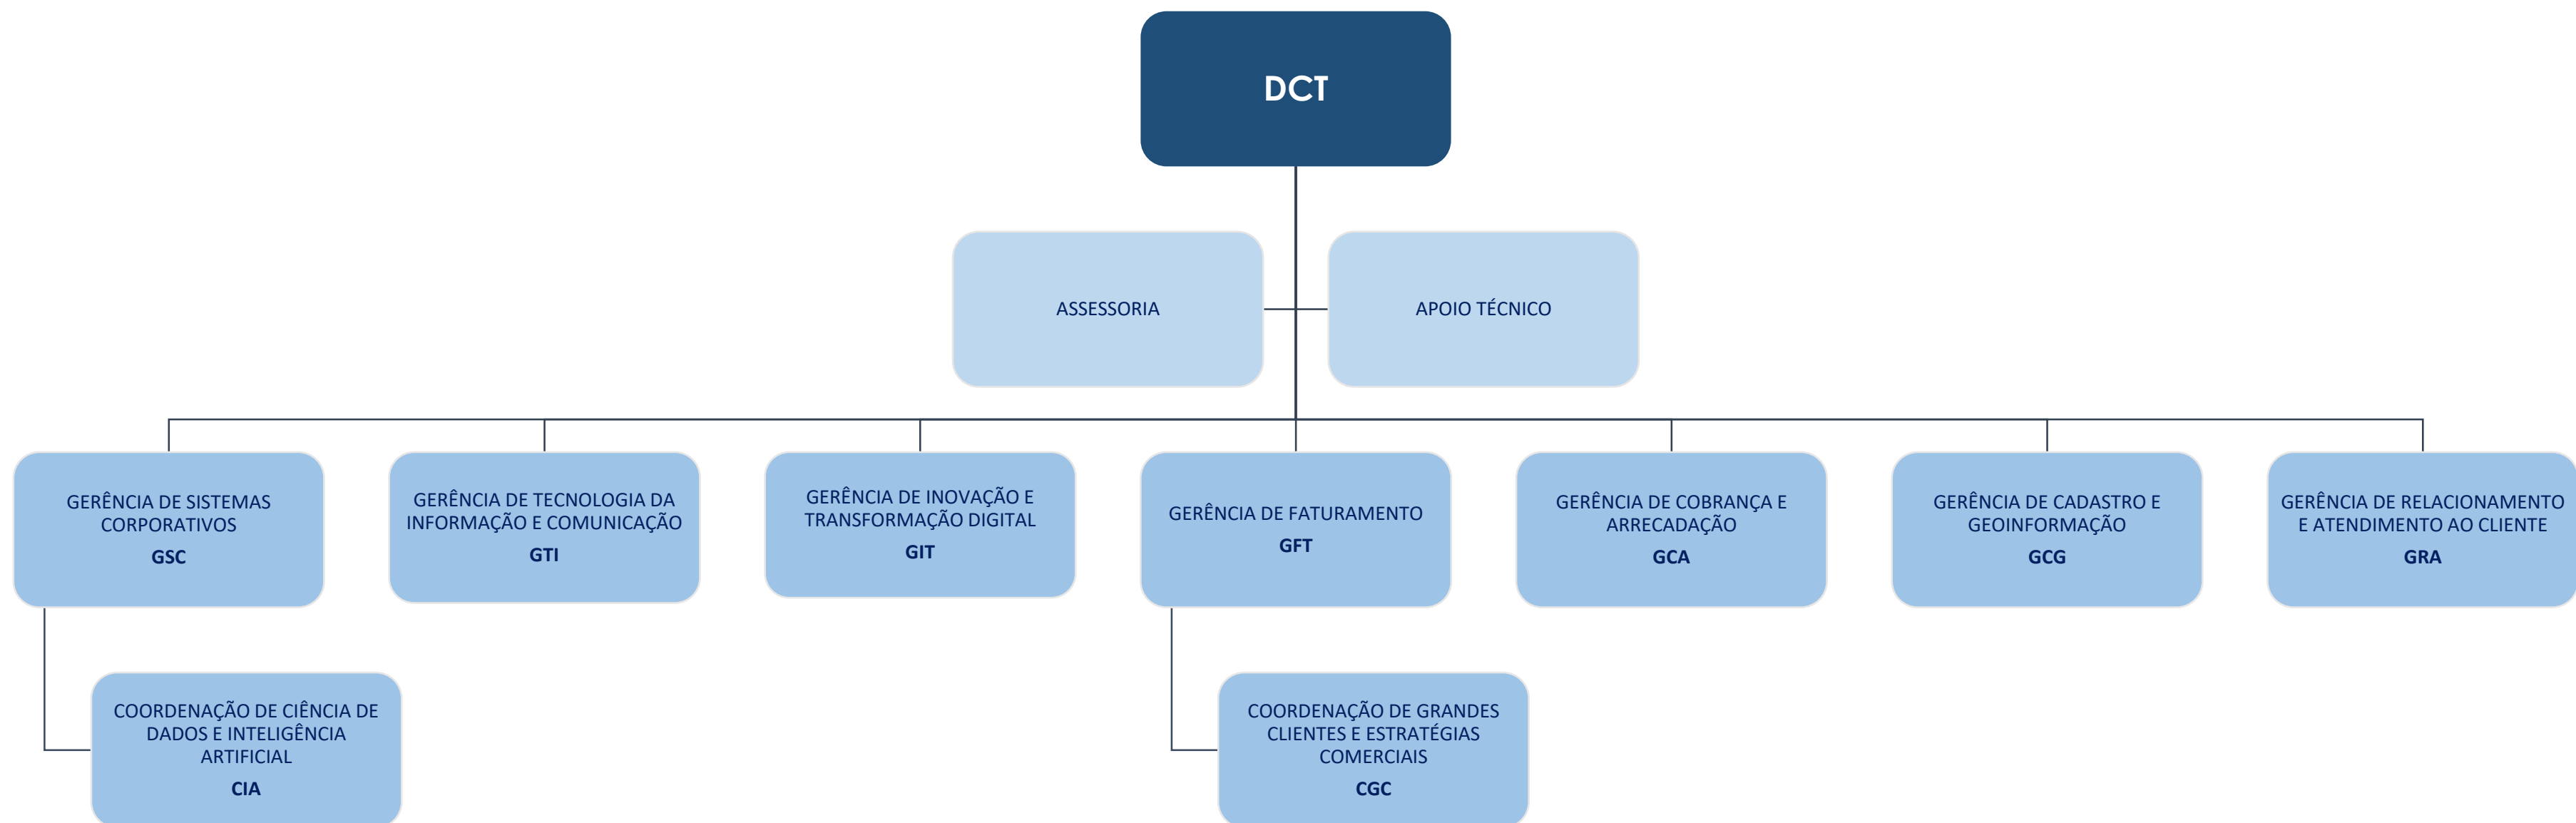 DCT
ASSESSORIA
APOIO TÉCNICO
GERÊNCIA DE SISTEMAS
CORPORATIVOS
GSC
GERÊNCIA DE TECNOLOGIA DA
INFORMAÇÃO E COMUNICAÇÃO
GTI
GERÊNCIA DE INOVAÇÃO E
TRANSFORMAÇÃO DIGITAL
GIT
GERÊNCIA DE FATURAMENTO
GFT
GERÊNCIA DE COBRANÇA E
ARRECADAÇÃO
GCA
GERÊNCIA DE CADASTRO E
GEOINFORMAÇÃO
GCG
GERÊNCIA DE RELACIONAMENTO
E ATENDIMENTO AO CLIENTE
GRA
COORDENAÇÃO DE CIÊNCIA DE
DADOS E INTELIGÊNCIA
ARTIFICIAL
CIA
COORDENAÇÃO DE GRANDES
CLIENTES E ESTRATÉGIAS
COMERCIAIS
CGC